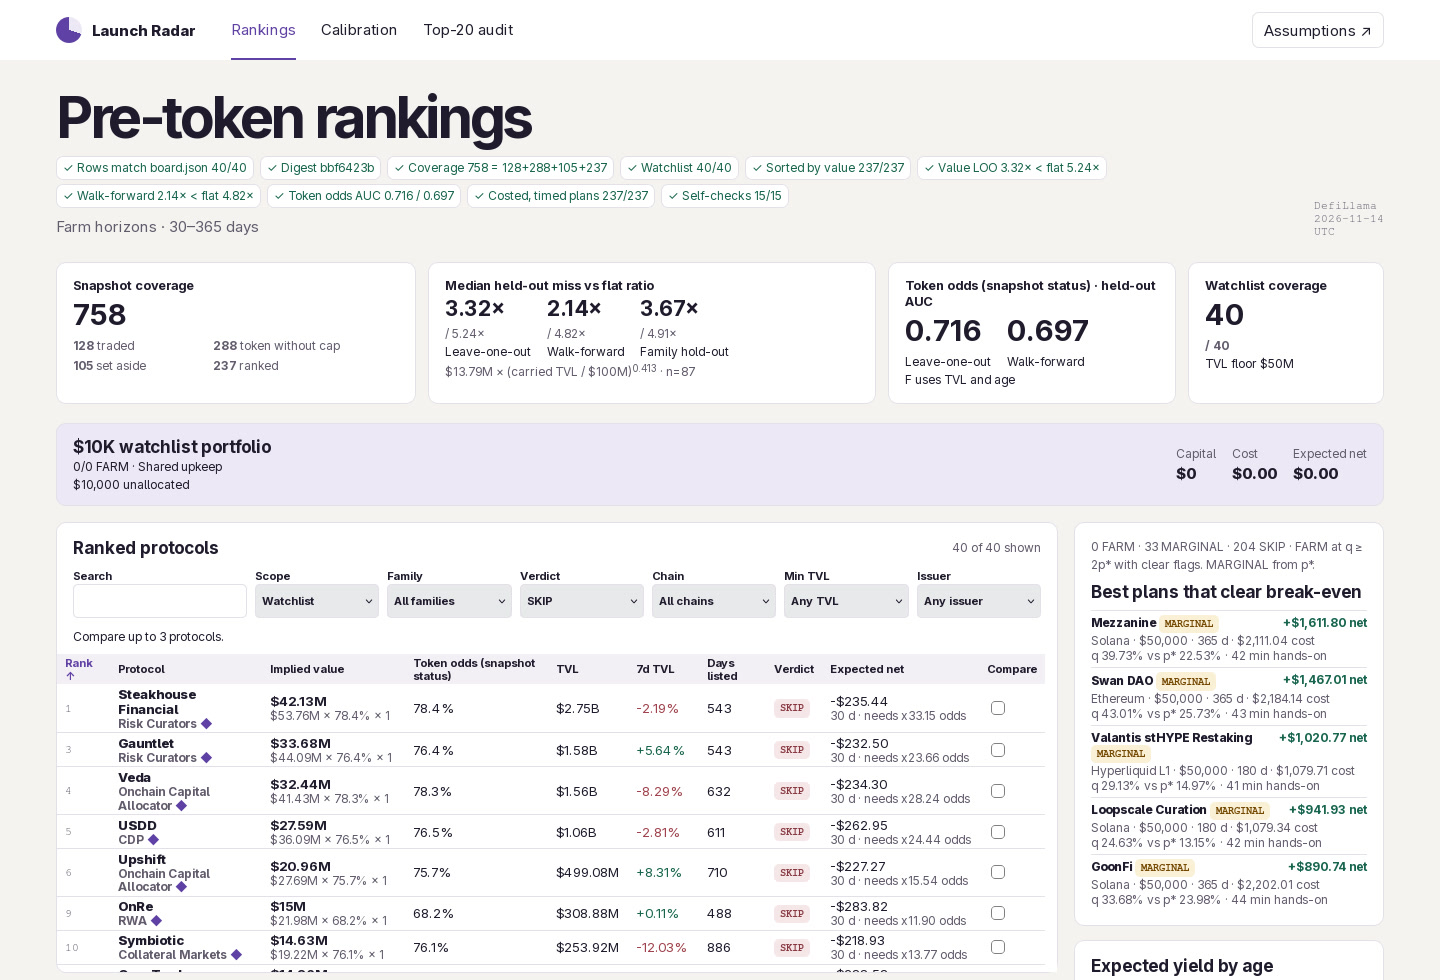 Launch Radar
Rankings
Calibration
Top-20 audit
Assumptions ↗
Pre-token rankings
✓ Rows match board.json 40/40
✓ Digest bbf6423b
✓ Coverage 758 = 128+288+105+237
✓ Watchlist 40/40
✓ Sorted by value 237/237
✓ Value LOO 3.32× < flat 5.24×
✓ Walk-forward 2.14× < flat 4.82×
✓ Token odds AUC 0.716 / 0.697
✓ Costed, timed plans 237/237
✓ Self-checks 15/15
Farm horizons · 30–365 days
DefiLlama
2026-11-14
UTC
Snapshot coverage
758
128 traded
288 token without cap
105 set aside
237 ranked
Median held-out miss vs flat ratio
3.32× 2.14× 3.67×
/ 5.24× / 4.82× / 4.91×
Leave-one-out Walk-forward Family hold-out
$13.79M × (carried TVL / $100M)0.413 · n=87
Token odds (snapshot status) · held-out
AUC
0.716 0.697
Leave-one-out Walk-forward
F uses TVL and age
Watchlist coverage
40
/ 40
TVL floor $50M
$10K watchlist portfolio
0/0 FARM · Shared upkeep
$10,000 unallocated
Capital Cost Expected net
$0 $0.00 $0.00
Ranked protocols
40 of 40 shown
Search Scope Family Verdict Chain Min TVL Issuer
Watchlist All families SKIP All chains Any TVL Any issuer
Compare up to 3 protocols.
Rank ↑ Protocol Implied value Token odds (snapshot status) TVL 7d TVL Days listed Verdict Expected net Compare
1 Steakhouse Financial $42.13M 78.4% $2.75B -2.19% 543 SKIP -$235.44
Risk Curators ◆ $53.76M × 78.4% × 1 30 d · needs x33.15 odds
3 Gauntlet $33.68M 76.4% $1.58B +5.64% 543 SKIP -$232.50
Risk Curators ◆ $44.09M × 76.4% × 1 30 d · needs x23.66 odds
4 Veda $32.44M 78.3% $1.56B -8.29% 632 SKIP -$234.30
Onchain Capital Allocator ◆ $41.43M × 78.3% × 1 30 d · needs x28.24 odds
5 USDD $27.59M 76.5% $1.06B -2.81% 611 SKIP -$262.95
CDP ◆ $36.09M × 76.5% × 1 30 d · needs x24.44 odds
6 Upshift $20.96M 75.7% $499.08M +8.31% 710 SKIP -$227.27
Onchain Capital Allocator ◆ $27.69M × 75.7% × 1 30 d · needs x15.54 odds
9 OnRe $15M 68.2% $308.88M +0.11% 488 SKIP -$283.82
RWA ◆ $21.98M × 68.2% × 1 30 d · needs x11.90 odds
10 Symbiotic $14.63M 76.1% $253.92M -12.03% 886 SKIP -$218.93
Collateral Markets ◆ $19.22M × 76.1% × 1 30 d · needs x13.77 odds
0 FARM · 33 MARGINAL · 204 SKIP · FARM at q ≥
2p* with clear flags. MARGINAL from p*.
Best plans that clear break-even
Mezzanine MARGINAL +$1,611.80 net
Solana · $50,000 · 365 d · $2,111.04 cost
q 39.73% vs p* 22.53% · 42 min hands-on
Swan DAO MARGINAL +$1,467.01 net
Ethereum · $50,000 · 365 d · $2,184.14 cost
q 43.01% vs p* 25.73% · 43 min hands-on
Valantis stHYPE Restaking +$1,020.77 net
MARGINAL
Hyperliquid L1 · $50,000 · 180 d · $1,079.71 cost
q 29.13% vs p* 14.97% · 41 min hands-on
Loopscale Curation MARGINAL +$941.93 net
Solana · $50,000 · 180 d · $1,079.34 cost
q 24.63% vs p* 13.15% · 42 min hands-on
GoonFi MARGINAL +$890.74 net
Solana · $50,000 · 365 d · $2,202.01 cost
q 33.68% vs p* 23.98% · 44 min hands-on
Expected yield by age